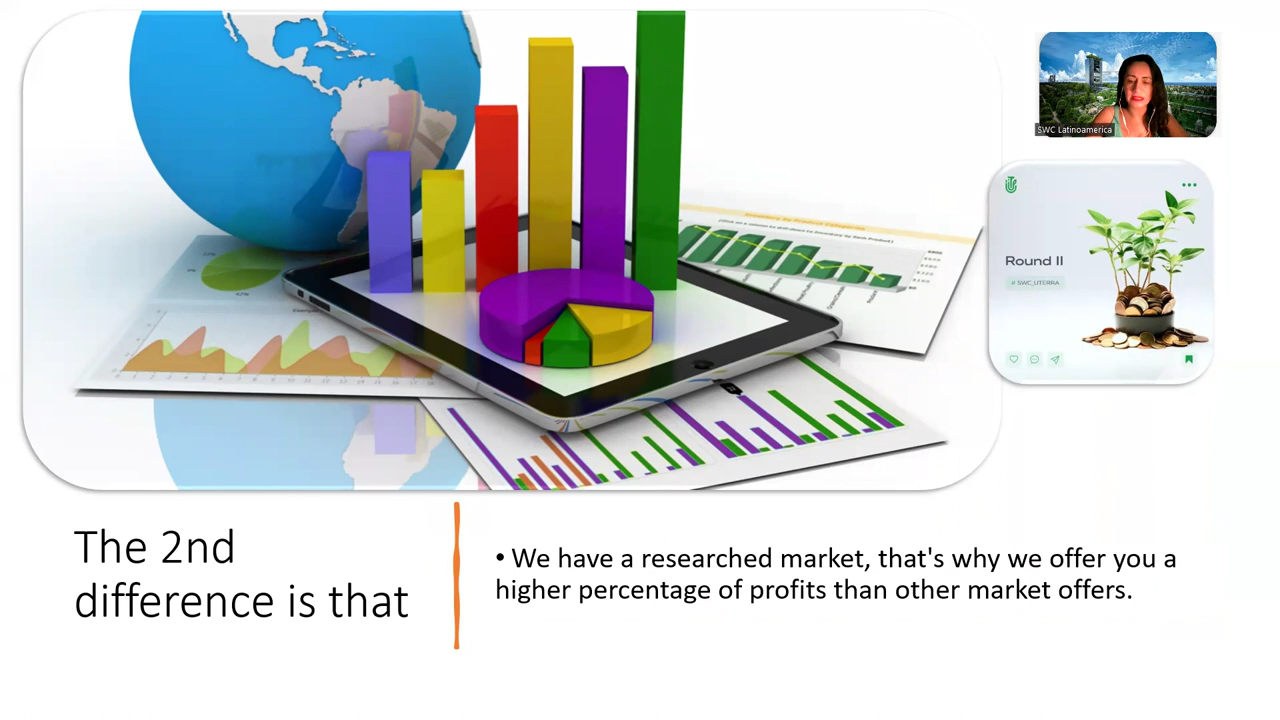 SWC Latinoamerica
Round II
# SWC_UTERRA
The 2nd
difference is that
• We have a researched market, that's why we offer you a
higher percentage of profits than other market offers.